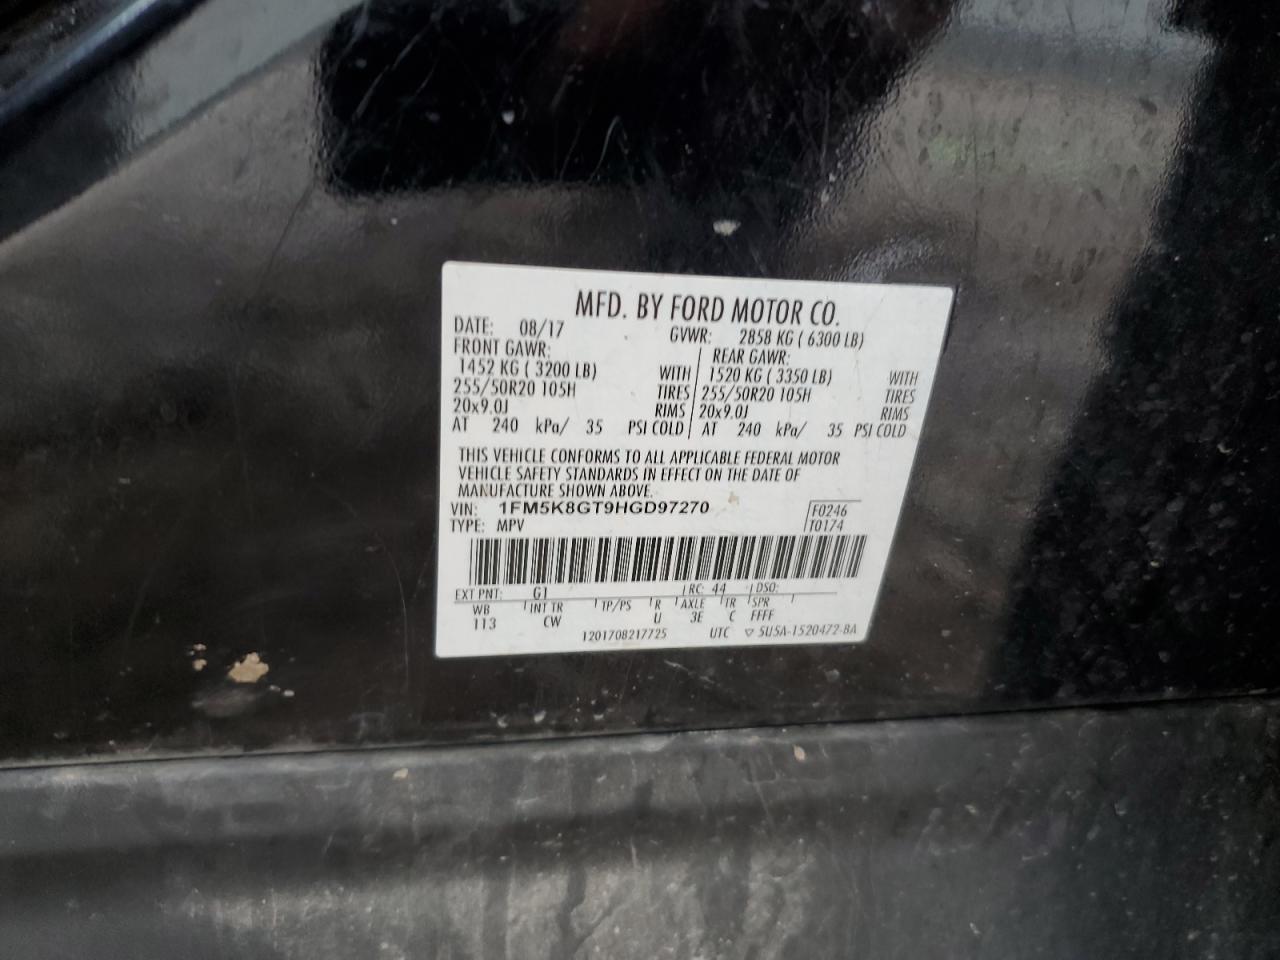 MFD. BY FORD MOTOR CO.
DATE: 08/17 GVWR: 2858 KG ( 6300 LB)
FRONT GAWR: REAR GAWR:
1452 KG ( 3200 LB) WITH 1520 KG ( 3350 LB) WITH
255/50R20 105H TIRES 255/50R20 105H TIRES
20x9.0J RIMS 20x9.0J RIMS
AT 240 kPa/ 35 PSI COLD AT 240 kPa/ 35 PSI COLD
THIS VEHICLE CONFORMS TO ALL APPLICABLE FEDERAL MOTOR
VEHICLE SAFETY STANDARDS IN EFFECT ON THE DATE OF
MANUFACTURE SHOWN ABOVE.
VIN: 1FM5K8GT9HGD97270 F0246
TYPE: MPV T0174
EXT PNT: G1 RC: 44 DSO:
WB INT TR TP/PS R AXLE TR SPR
113 CW U 3E C FFFF
1201708217725 UTC ▽ 5U5A-1520472-BA